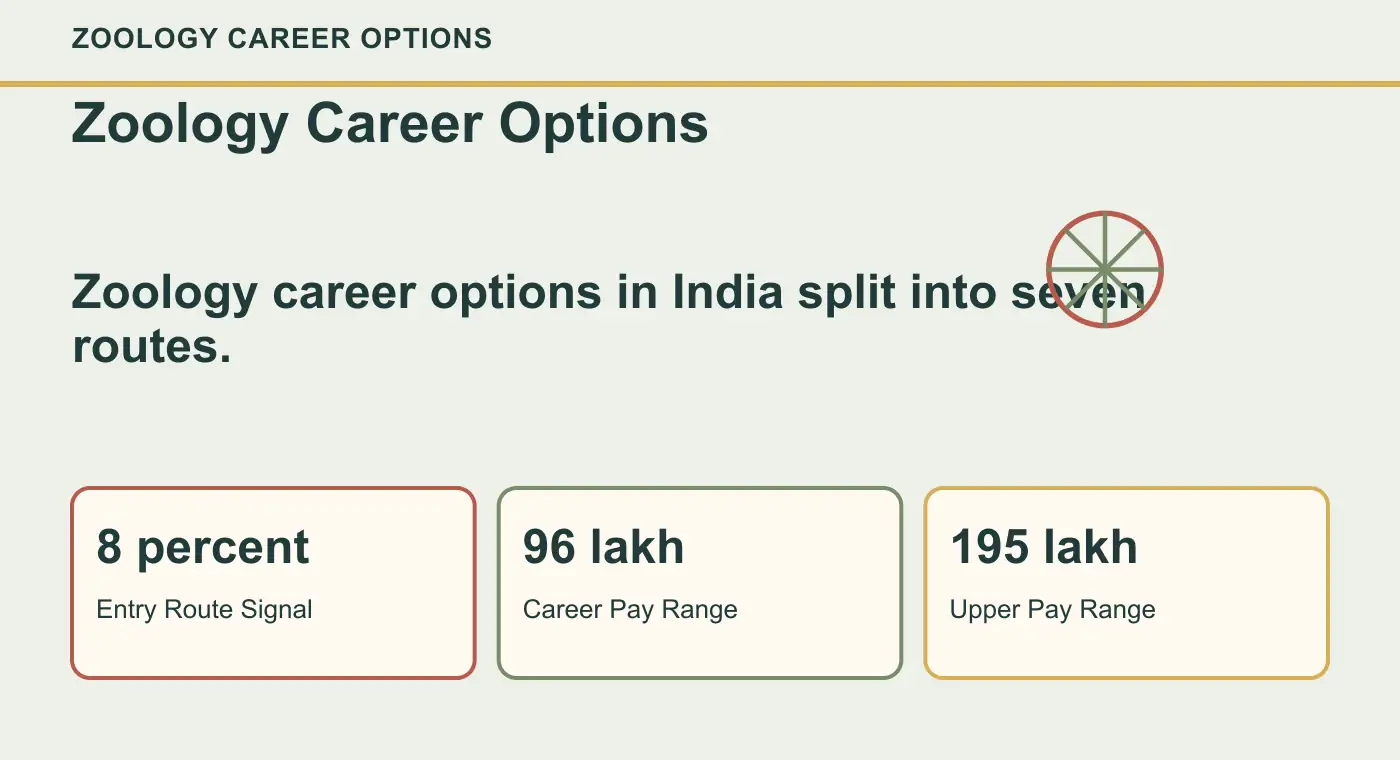 ZOOLOGY CAREER OPTIONS
Zoology Career Options
Zoology career options in India split into seven
routes.
8 percent
Entry Route Signal
96 lakh
Career Pay Range
195 lakh
Upper Pay Range